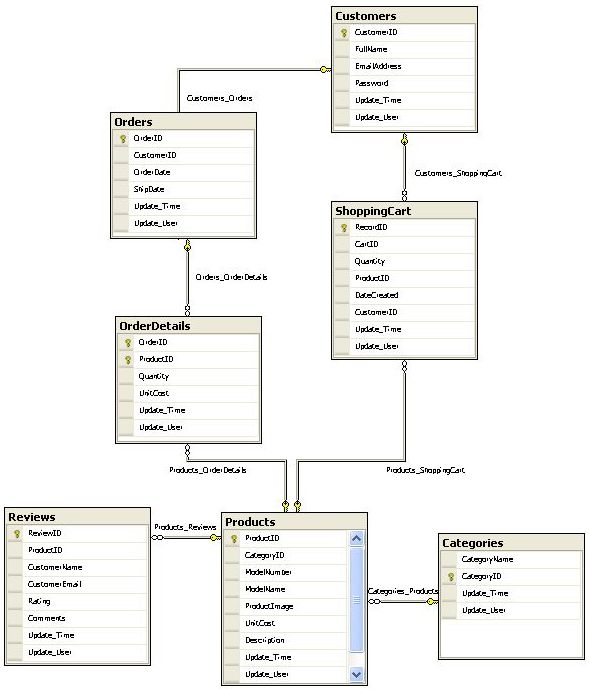 Customers
CustomerID
FullName
EmailAddress
Password
Update_Time
Update_User
Customers_Orders
Orders
OrderID
CustomerID
OrderDate
ShipDate
Update_Time
Update_User
Customers_ShoppingCart
ShoppingCart
RecordID
CartID
Quantity
ProductID
DateCreated
CustomerID
Update_Time
Update_User
Orders_OrderDetails
OrderDetails
OrderID
ProductID
Quantity
UnitCost
Update_Time
Update_User
Products_OrderDetails
Products_ShoppingCart
Reviews
ReviewID
ProductID
CustomerName
CustomerEmail
Rating
Comments
Update_Time
Update_User
Products_Reviews
Products
ProductID
CategoryID
ModelNumber
ModelName
ProductImage
UnitCost
Description
Update_Time
Update_User
Categories_Products
Categories
CategoryName
CategoryID
Update_Time
Update_User